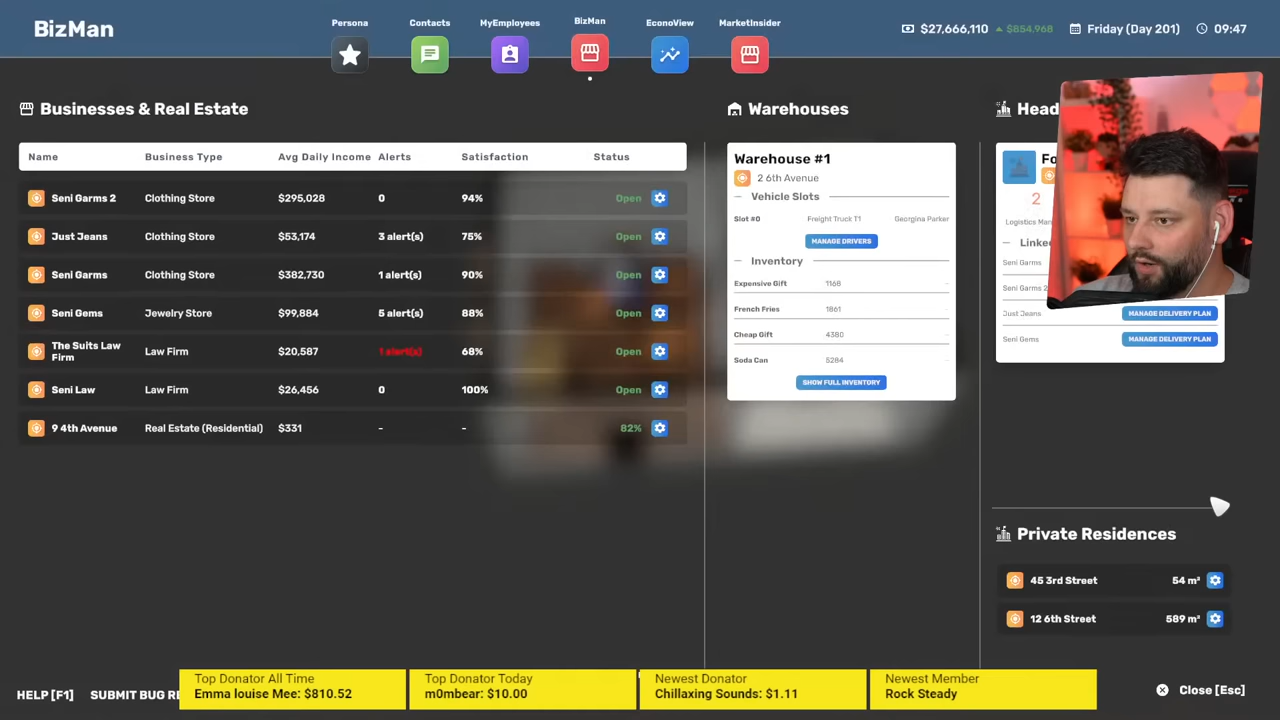 BizMan
Persona
Contacts
MyEmployees
BizMan
EconoView
MarketInsider
$27,666,110 $854,968
Friday (Day 201)
09:47
Businesses & Real Estate
Name Business Type Avg Daily Income Alerts Satisfaction Status
Seni Garms 2 Clothing Store $295,028 0 94% Open
Just Jeans Clothing Store $53,174 3 alert(s) 75% Open
Seni Garms Clothing Store $382,730 1 alert(s) 90% Open
Seni Gems Jewelry Store $99,884 5 alert(s) 88% Open
The Suits Law
Firm Law Firm $20,587 1 alert(s) 68% Open
Seni Law Law Firm $26,456 0 100% Open
9 4th Avenue Real Estate (Residential) $331 - - 82%
Warehouses
Warehouse #1
2 6th Avenue
Vehicle Slots
Slot #0 Freight Truck T1 Georgina Parker
MANAGE DRIVERS
Inventory
Expensive Gift 1168 -
French Fries 1861 -
Cheap Gift 4380 -
Soda Can 5284 -
SHOW FULL INVENTORY
Head
Fo
2
Logistics Man
Linke
Seni Garms
Seni Garms 2
Just Jeans MANAGE DELIVERY PLAN
Seni Gems MANAGE DELIVERY PLAN
Private Residences
45 3rd Street 54 m²
12 6th Street 589 m²
HELP [F1]
SUBMIT BUG RE
Top Donator All Time
Emma louise Mee: $810.52
Top Donator Today
m0mbear: $10.00
Newest Donator
Chillaxing Sounds: $1.11
Newest Member
Rock Steady
Close [Esc]